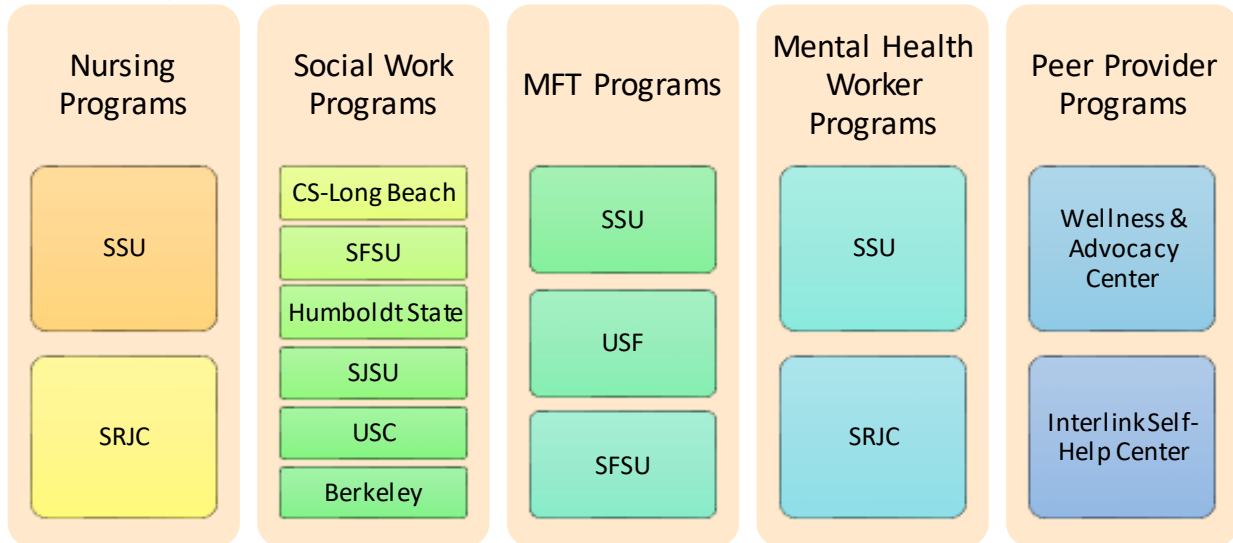 Nursing
Programs
SSU
SRJC
Social Work
Programs
CS-Long Beach
SFSU
Humboldt State
SJSU
USC
Berkeley
MFT Programs
SSU
USF
SFSU
Mental Health
Worker
Programs
SSU
SRJC
Peer Provider
Programs
Wellness &
Advocacy
Center
Interlink Self-
Help Center